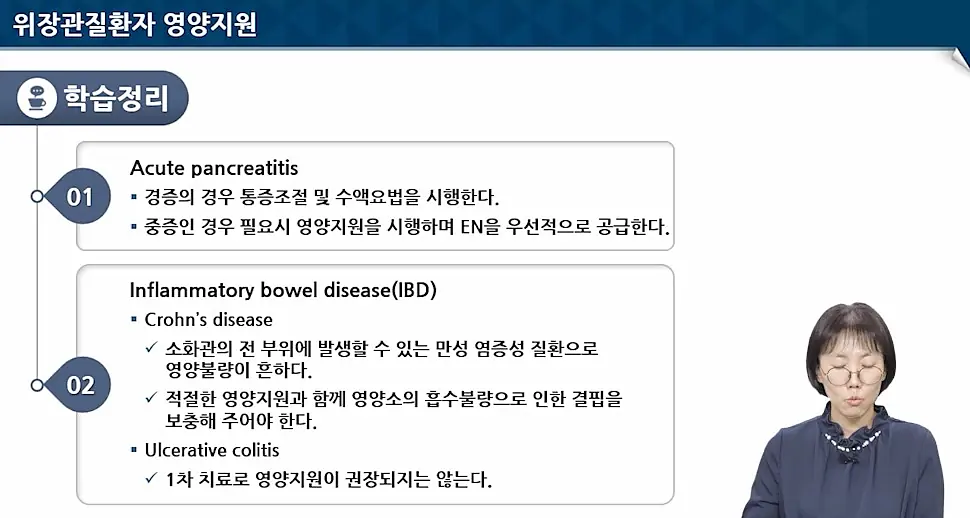 위장관질환자 영양지원
학습정리
01
Acute pancreatitis
▪ 경증의 경우 통증조절 및 수액요법을 시행한다.
▪ 중증인 경우 필요시 영양지원을 시행하며 EN을 우선적으로 공급한다.
02
Inflammatory bowel disease(IBD)
▪ Crohn's disease
✓ 소화관의 전 부위에 발생할 수 있는 만성 염증성 질환으로
영양불량이 흔하다.
✓ 적절한 영양지원과 함께 영양소의 흡수불량으로 인한 결핍을
보충해 주어야 한다.
▪ Ulcerative colitis
✓ 1차 치료로 영양지원이 권장되지는 않는다.